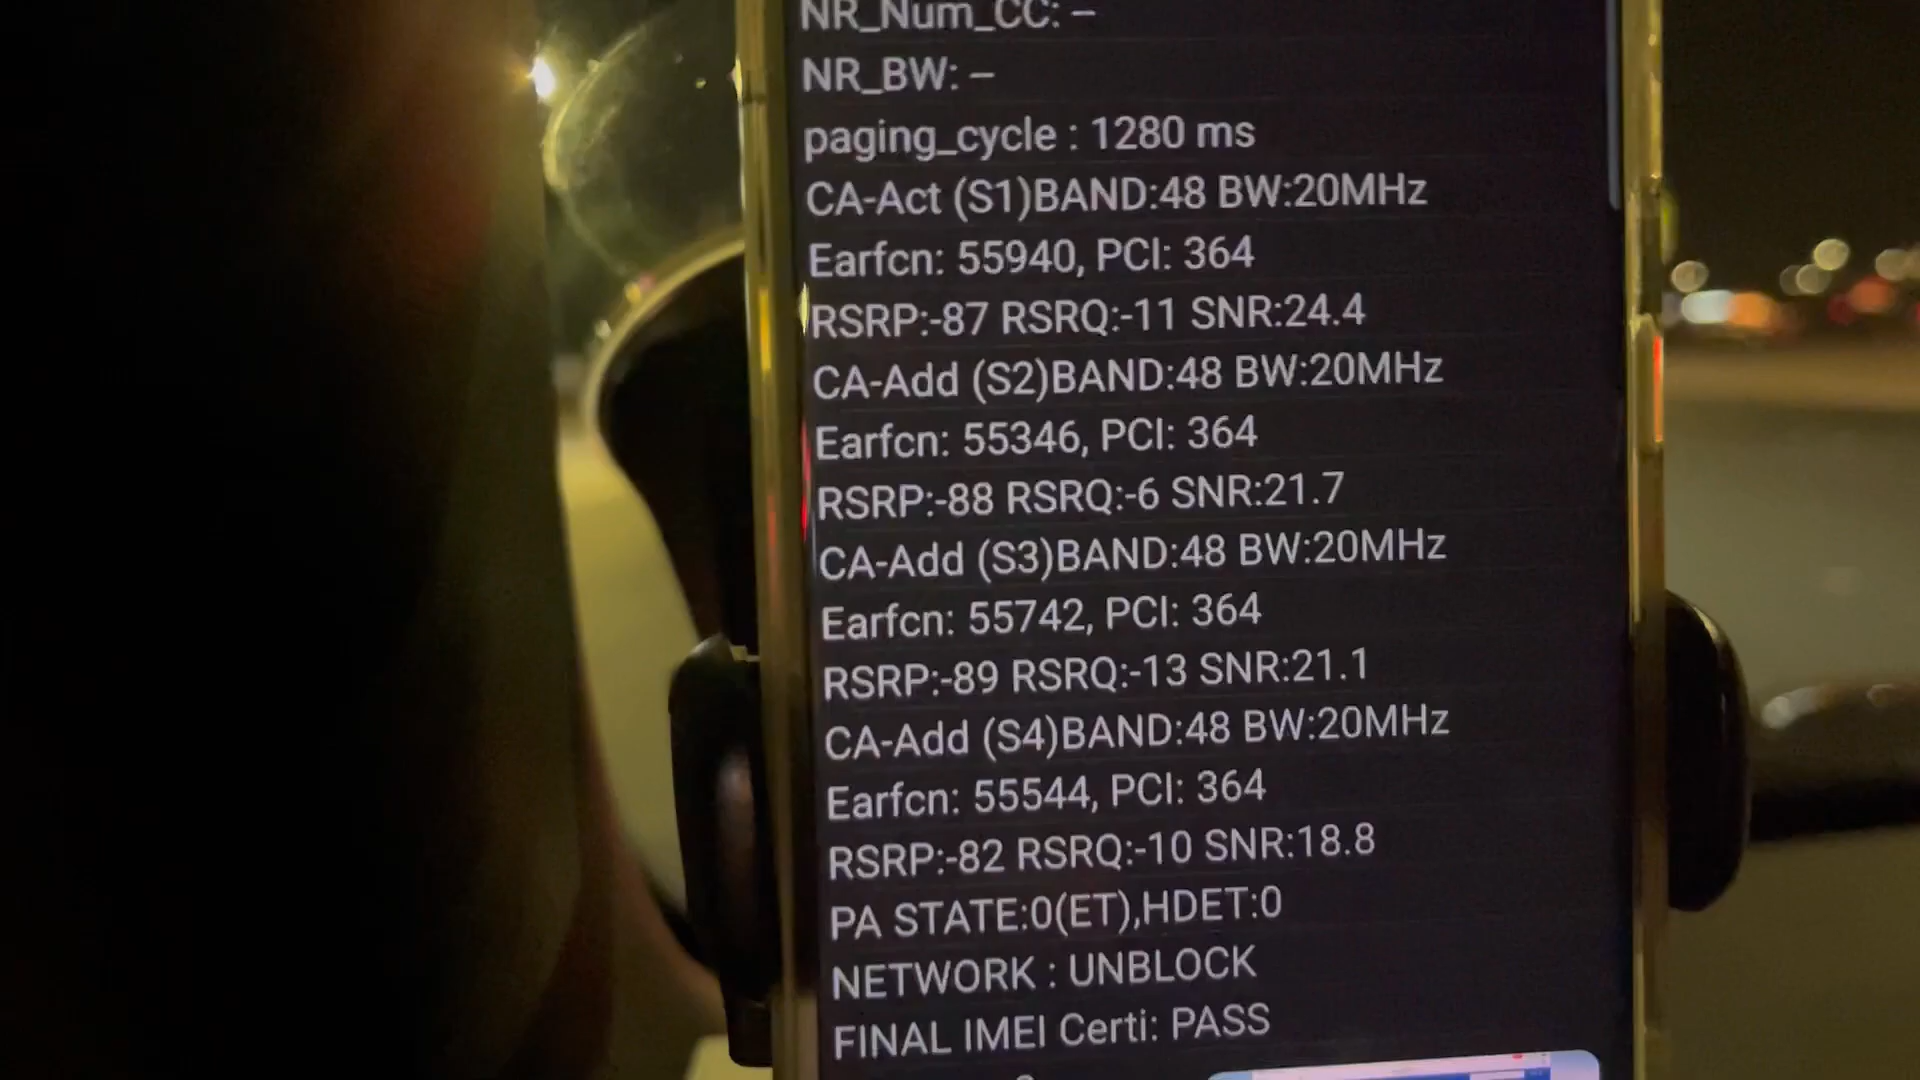 NR_Num_CC: –
NR_BW: –
paging_cycle : 1280 ms
CA-Act (S1)BAND:48 BW:20MHz
Earfcn: 55940, PCI: 364
RSRP:-87 RSRQ:-11 SNR:24.4
CA-Add (S2)BAND:48 BW:20MHz
Earfcn: 55346, PCI: 364
RSRP:-88 RSRQ:-6 SNR:21.7
CA-Add (S3)BAND:48 BW:20MHz
Earfcn: 55742, PCI: 364
RSRP:-89 RSRQ:-13 SNR:21.1
CA-Add (S4)BAND:48 BW:20MHz
Earfcn: 55544, PCI: 364
RSRP:-82 RSRQ:-10 SNR:18.8
PA STATE:0(ET),HDET:0
NETWORK : UNBLOCK
FINAL IMEI Certi: PASS